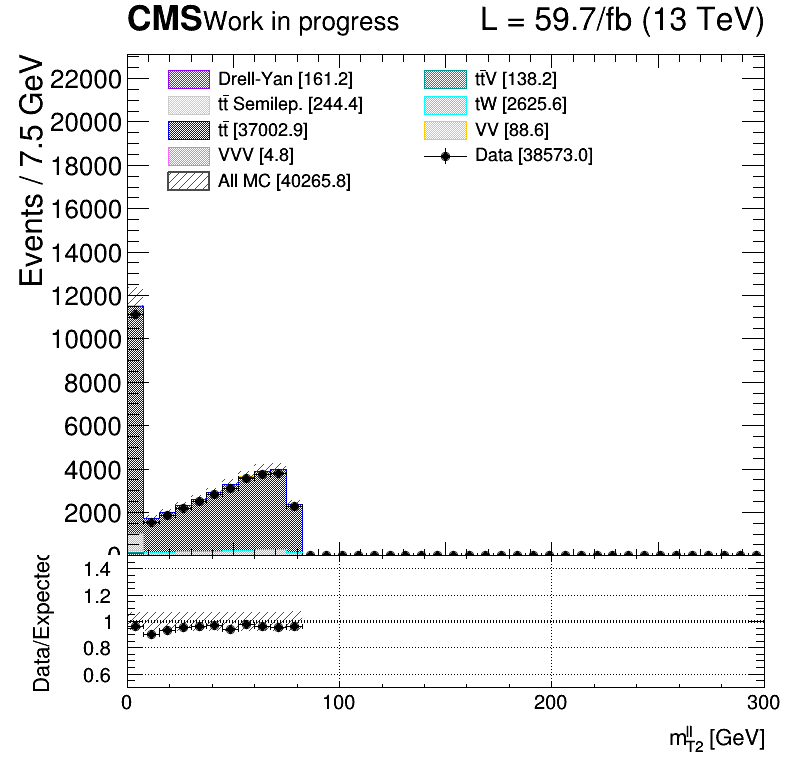 CMS Work in progress L = 59.7/fb (13 TeV)
Events / 7.5 GeV
22000
20000
18000
16000
14000
12000
10000
8000
6000
4000
2000
0
Drell-Yan [161.2]
tt̄ Semilep. [244.4]
tt̄ [37002.9]
VVV [4.8]
All MC [40265.8]
tt̄V [138.2]
tW [2625.6]
VV [88.6]
Data [38573.0]
Data/Expected
1.4
1.2
1
0.8
0.6
0 100 200 300
m_{T2}^{ll} [GeV]